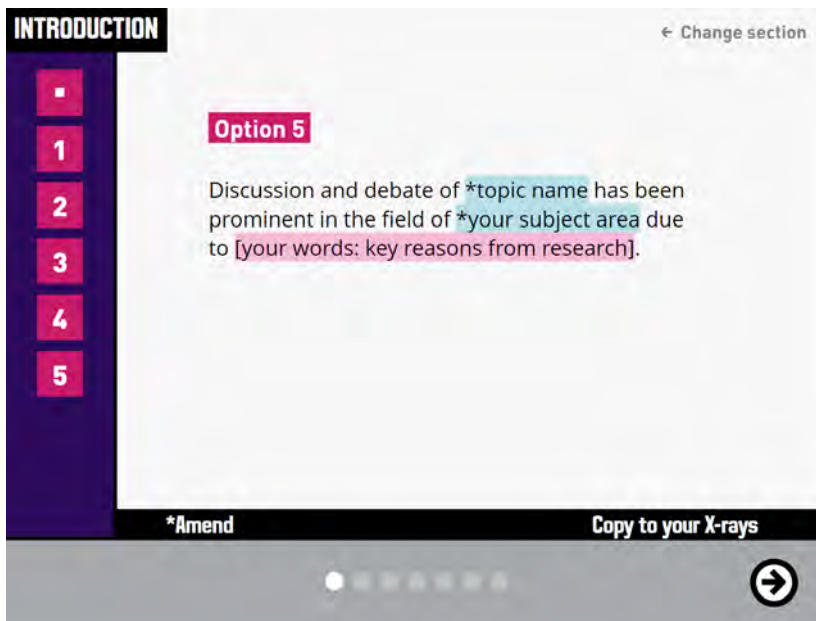 INTRODUCTION
← Change section
1
2
3
4
5
Option 5
Discussion and debate of *topic name has been
prominent in the field of *your subject area due
to [your words: key reasons from research].
*Amend
Copy to your X-rays